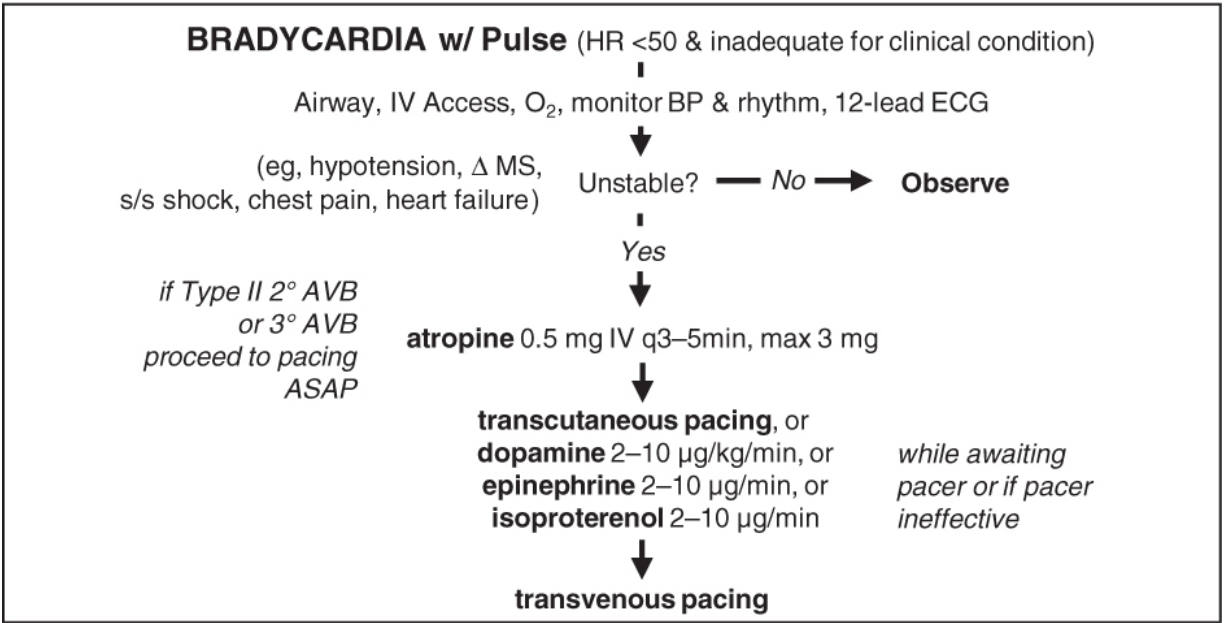 BRADYCARDIA w/ Pulse (HR <50 & inadequate for clinical condition)
Airway, IV Access, O₂, monitor BP & rhythm, 12-lead ECG
(eg, hypotension, Δ MS,
s/s shock, chest pain, heart failure)
Unstable?
No
Observe
Yes
if Type II 2° AVB
or 3° AVB
proceed to pacing
ASAP
atropine 0.5 mg IV q3–5min, max 3 mg
transcutaneous pacing, or
dopamine 2–10 μg/kg/min, or
epinephrine 2–10 μg/min, or
isoproterenol 2–10 μg/min
while awaiting
pacer or if pacer
ineffective
transvenous pacing